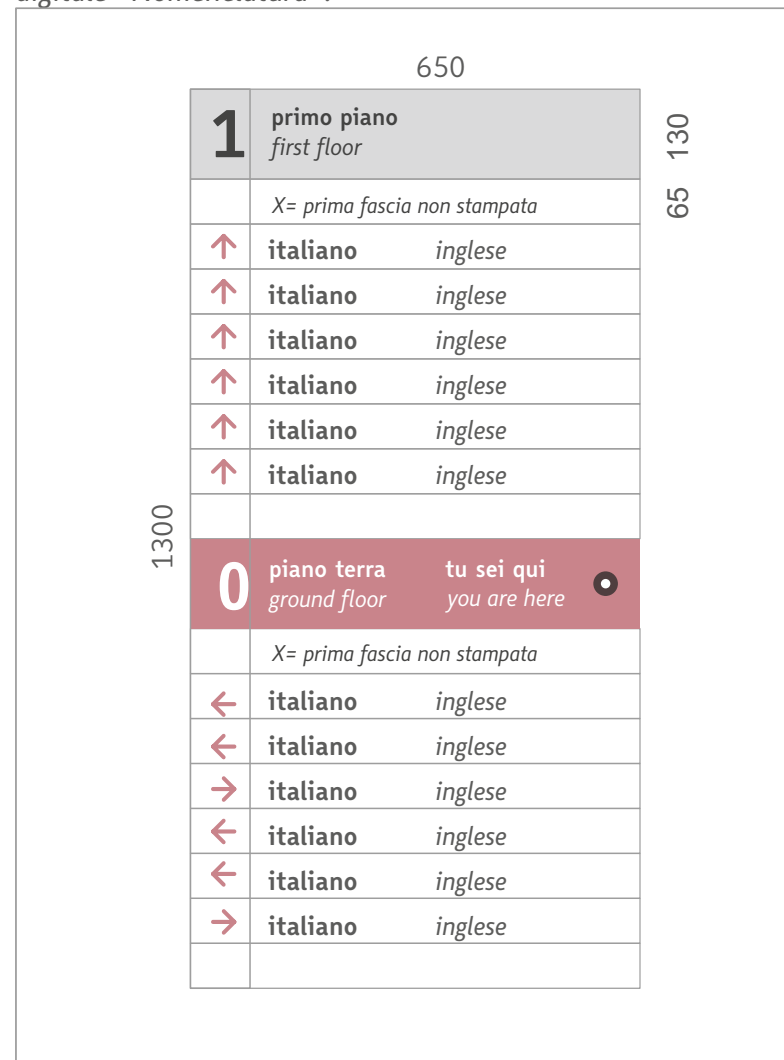 digitale "Nomenclatura".
650
1 primo piano
first floor
130
X= prima fascia non stampata
65
↑ italiano inglese
↑ italiano inglese
↑ italiano inglese
↑ italiano inglese
↑ italiano inglese
↑ italiano inglese
1300
0 piano terra tu sei qui
ground floor you are here
X= prima fascia non stampata
← italiano inglese
← italiano inglese
→ italiano inglese
← italiano inglese
← italiano inglese
→ italiano inglese